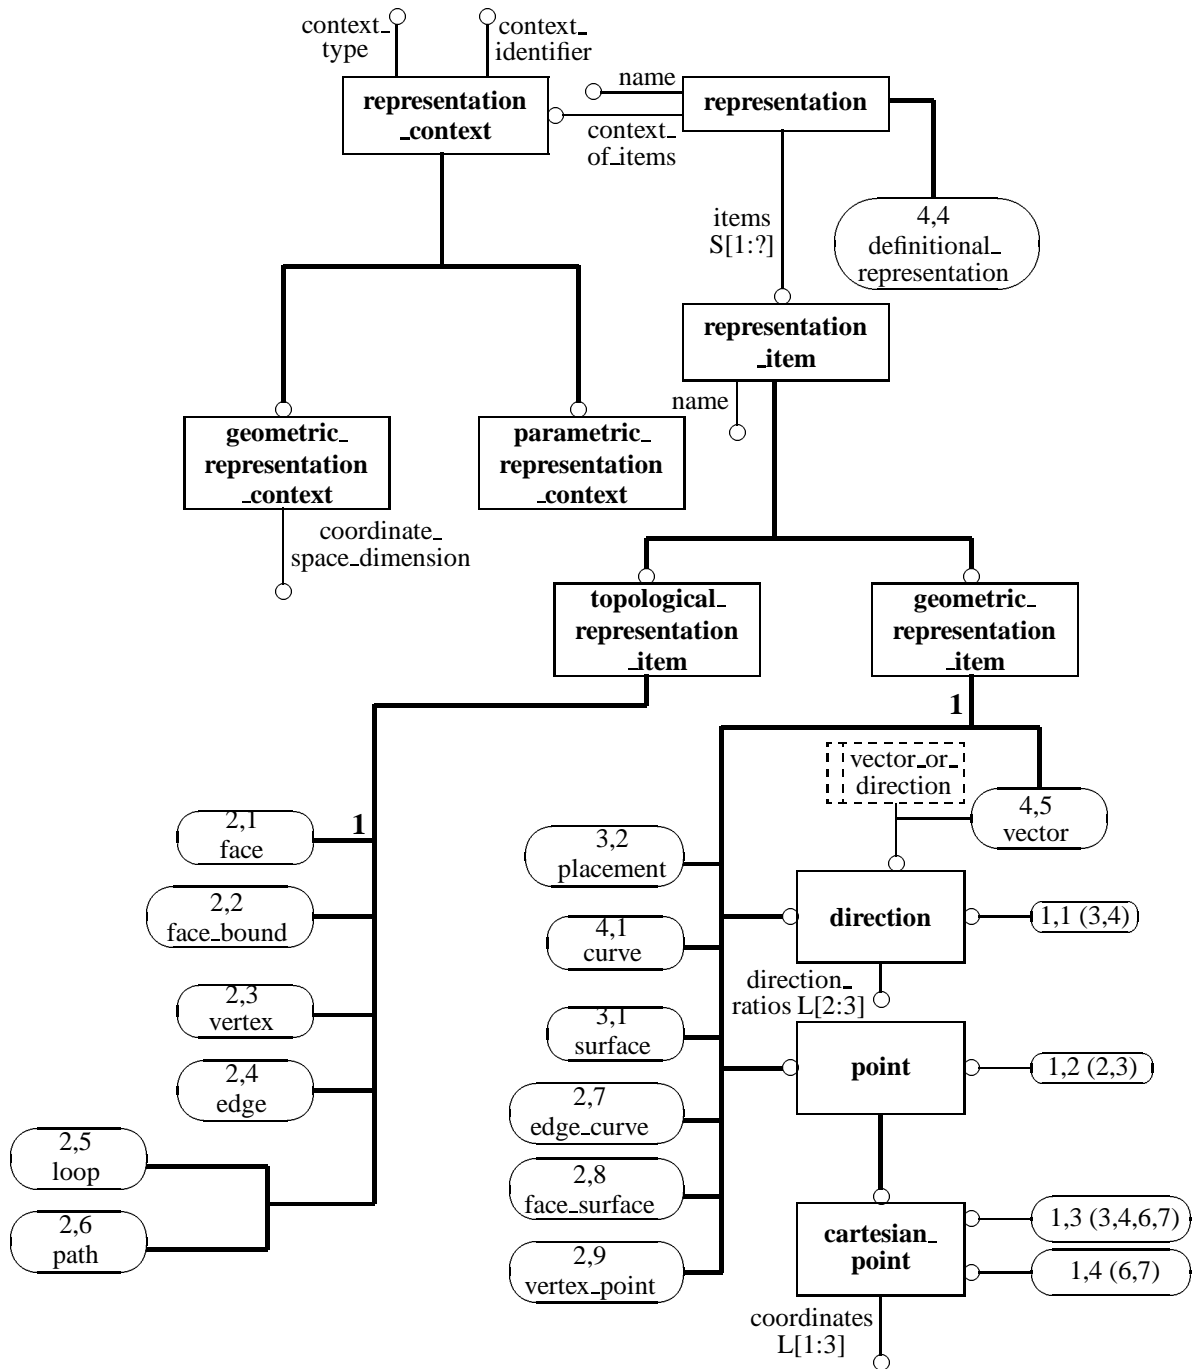 context_
type
context_
identifier
name
representation
_context
representation
context_
of_items
items
S[1:?]
4,4
definitional_
representation
representation
_item
name
geometric_
representation
_context
parametric_
representation
_context
coordinate_
space_dimension
topological_
representation
_item
geometric_
representation
_item
1
vector_or_
direction
4,5
vector
2,1
face
1
3,2
placement
2,2
face_bound
direction
1,1 (3,4)
4,1
curve
direction_
ratios L[2:3]
2,3
vertex
3,1
surface
point
1,2 (2,3)
2,4
edge
2,7
edge_curve
2,5
loop
2,8
face_surface
2,6
path
2,9
vertex_point
cartesian_
point
1,3 (3,4,6,7)
1,4 (6,7)
coordinates
L[1:3]